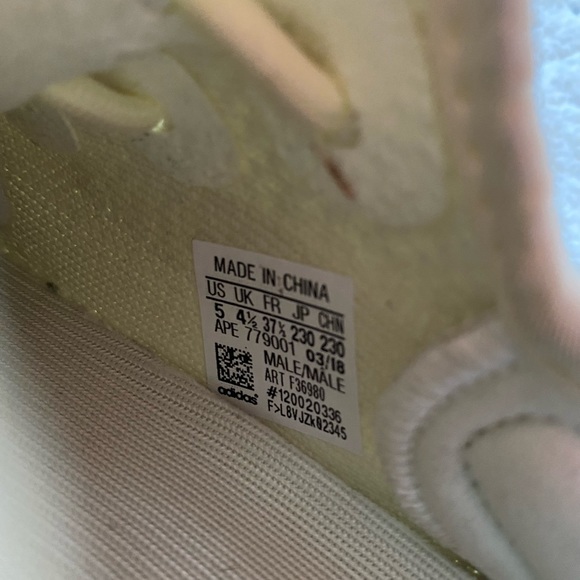 MADE IN CHINA
US UK FR JP CHN
5 4½ 37⅓ 230 230
APE 779001 03/18
MALE/MALE
ART F36980
#120020336
adidas F>L8VJZk02345